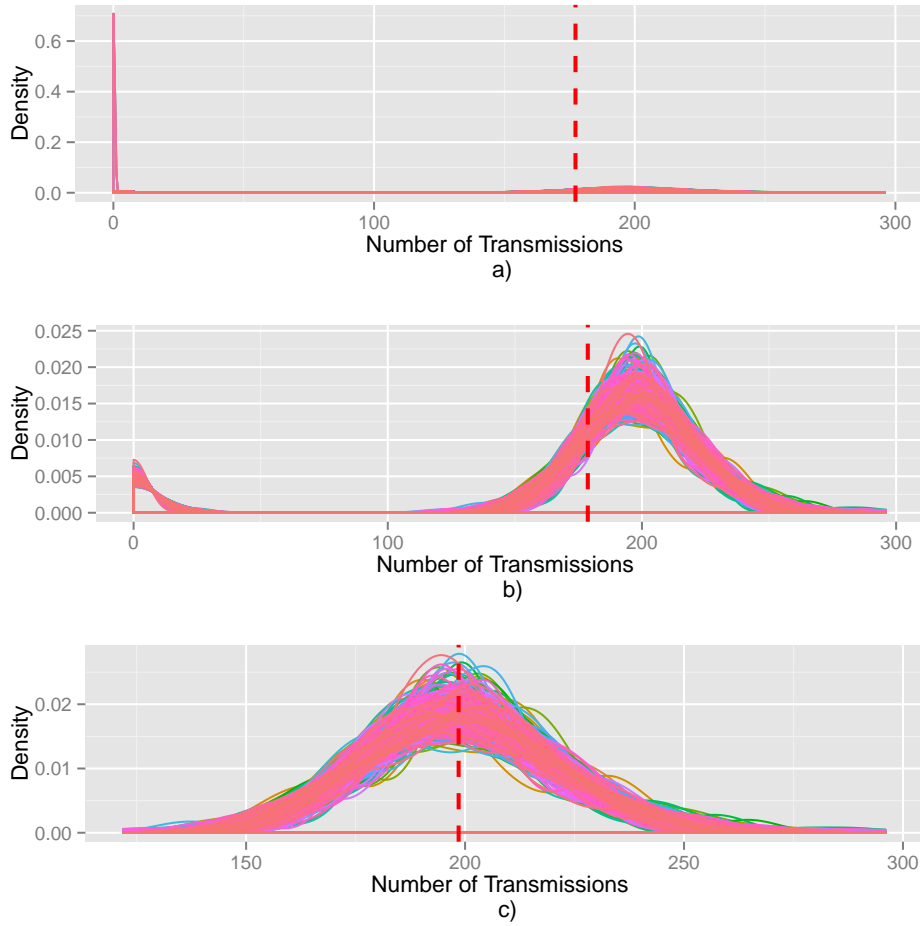 Density
0.6
0.4
0.2
0.0
0 100 200 300
Number of Transmissions
a)
Density
0.025
0.020
0.015
0.010
0.005
0.000
0 100 200 300
Number of Transmissions
b)
Density
0.02
0.01
0.00
150 200 250 300
Number of Transmissions
c)